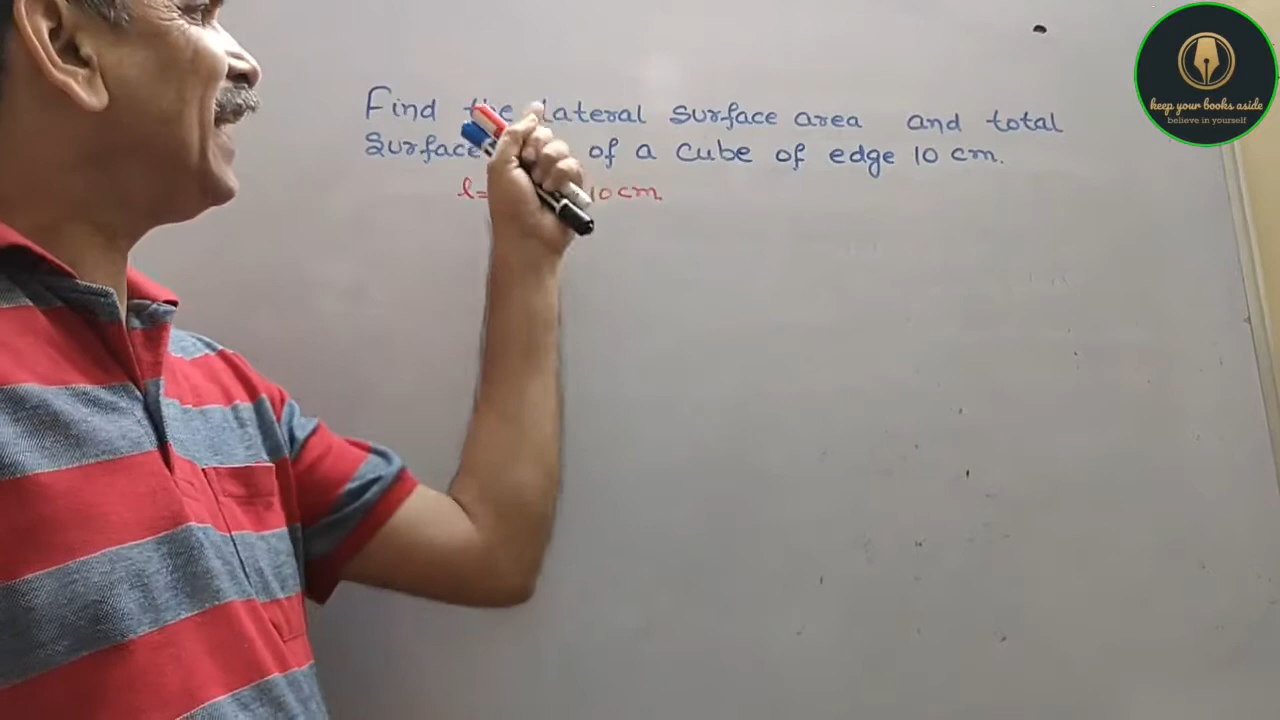 Find the lateral surface area and total
Surface of a cube of edge 10 cm.
l= 10 cm
keep your books aside
believe in yourself